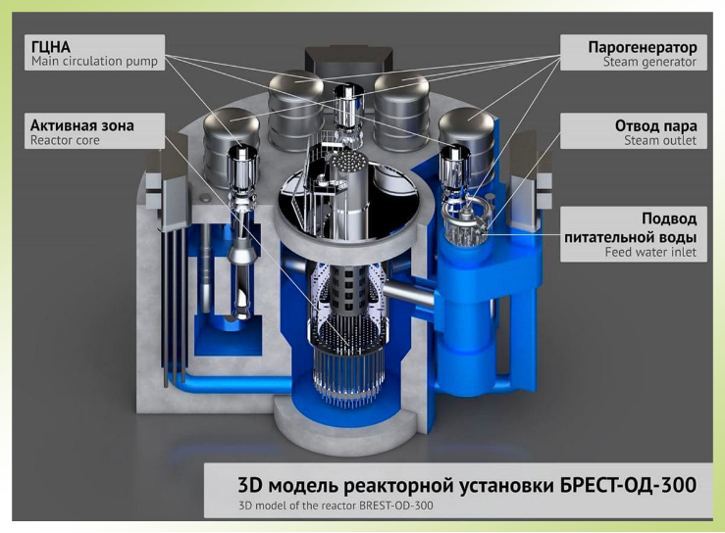 ГЦНА
Main circulation pump
Парогенератор
Steam generator
Активная зона
Reactor core
Отвод пара
Steam outlet
Подвод
питательной воды
Feed water inlet
3D модель реакторной установки БРЕСТ-ОД-300
3D model of the reactor BREST-OD-300